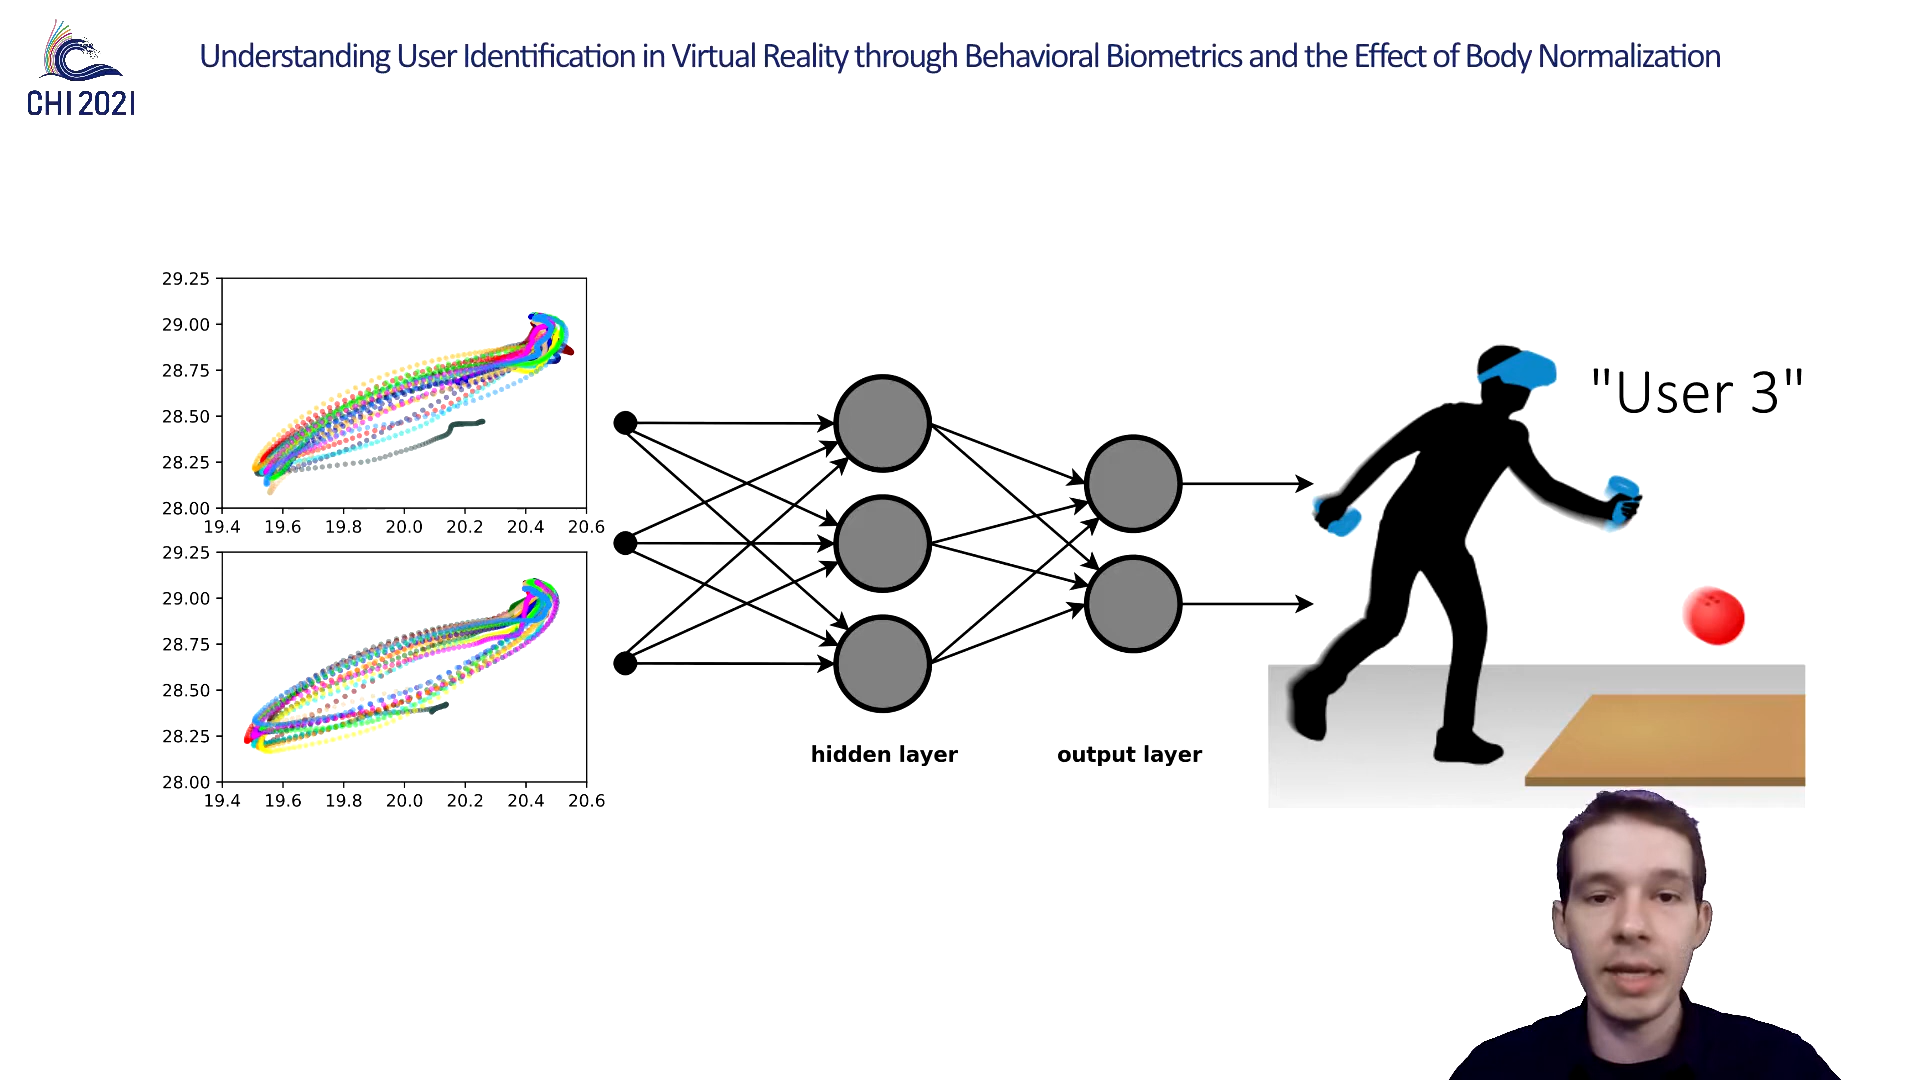 Understanding User Identification in Virtual Reality through Behavioral Biometrics and the Effect of Body Normalization
CHI 2021
29.25
29.00
28.75
28.50
28.25
28.00
19.4 19.6 19.8 20.0 20.2 20.4 20.6
29.25
29.00
28.75
28.50
28.25
28.00
19.4 19.6 19.8 20.0 20.2 20.4 20.6
hidden layer
output layer
"User 3"